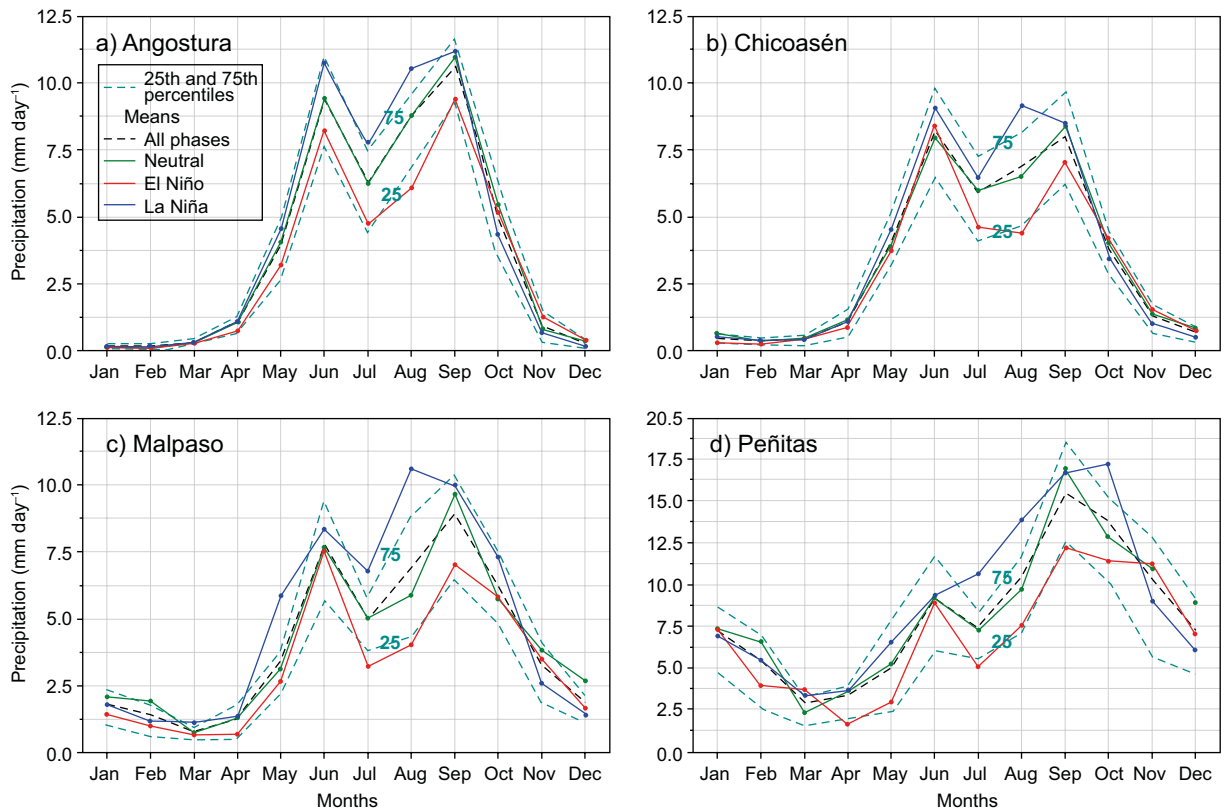 12.5
10.0
7.5
5.0
2.5
0.0
Precipitation (mm day⁻¹)
a) Angostura
25th and 75th
percentiles
Means
All phases
Neutral
El Niño
La Niña
75
25
Jan Feb Mar Apr May Jun Jul Aug Sep Oct Nov Dec
12.5
10.0
7.5
5.0
2.5
0.0
b) Chicoasén
75
25
Jan Feb Mar Apr May Jun Jul Aug Sep Oct Nov Dec
12.5
10.0
7.5
5.0
2.5
0.0
Precipitation (mm day⁻¹)
c) Malpaso
75
25
Jan Feb Mar Apr May Jun Jul Aug Sep Oct Nov Dec
Months
20.5
17.5
15.0
12.5
10.0
7.5
5.0
2.5
0.0
d) Peñitas
75
25
Jan Feb Mar Apr May Jun Jul Aug Sep Oct Nov Dec
Months